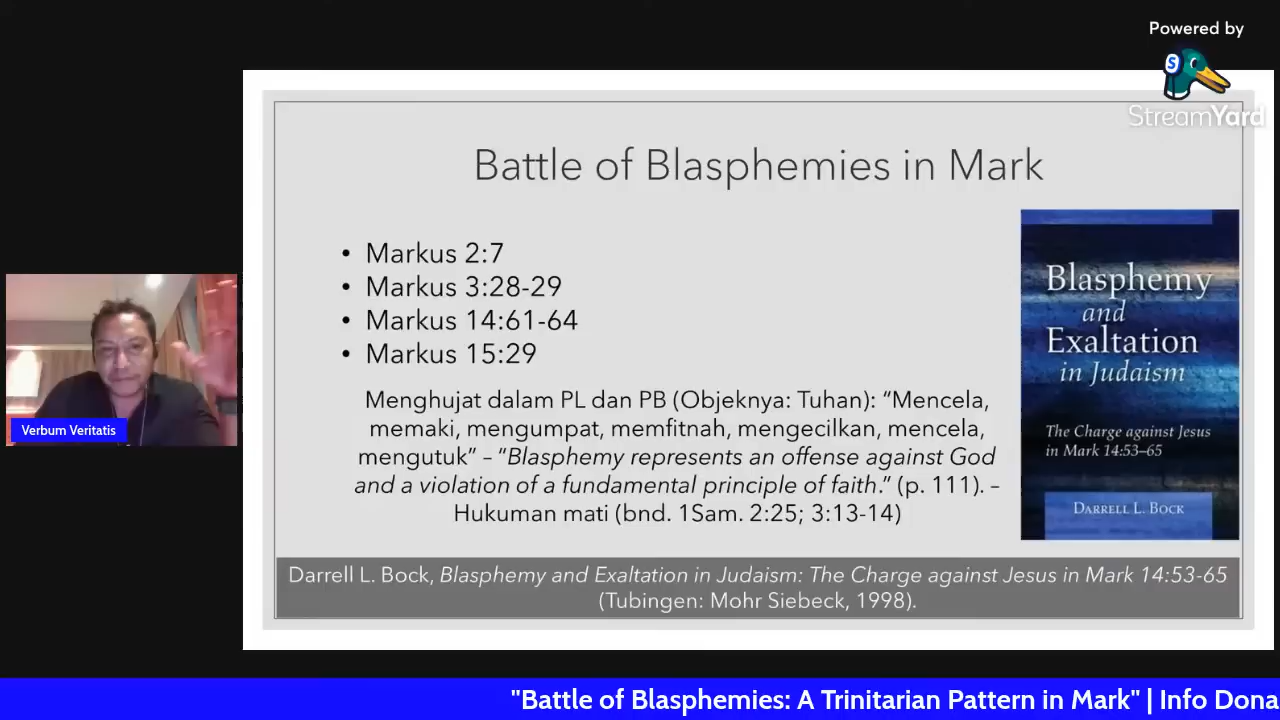 Powered by
S
StreamYard
Battle of Blasphemies in Mark
• Markus 2:7
• Markus 3:28-29
• Markus 14:61-64
• Markus 15:29
Menghujat dalam PL dan PB (Objeknya: Tuhan): “Mencela,
memaki, mengumpat, memfitnah, mengecilkan, mencela,
mengutuk” – “Blasphemy represents an offense against God
and a violation of a fundamental principle of faith.” (p. 111). –
Hukuman mati (bnd. 1Sam. 2:25; 3:13-14)
Blasphemy
and
Exaltation
in Judaism
The Charge against Jesus
in Mark 14:53–65
DARRELL L. BOCK
Darrell L. Bock, Blasphemy and Exaltation in Judaism: The Charge against Jesus in Mark 14:53-65
(Tubingen: Mohr Siebeck, 1998).
Verbum Veritatis
"Battle of Blasphemies: A Trinitarian Pattern in Mark" | Info Dona